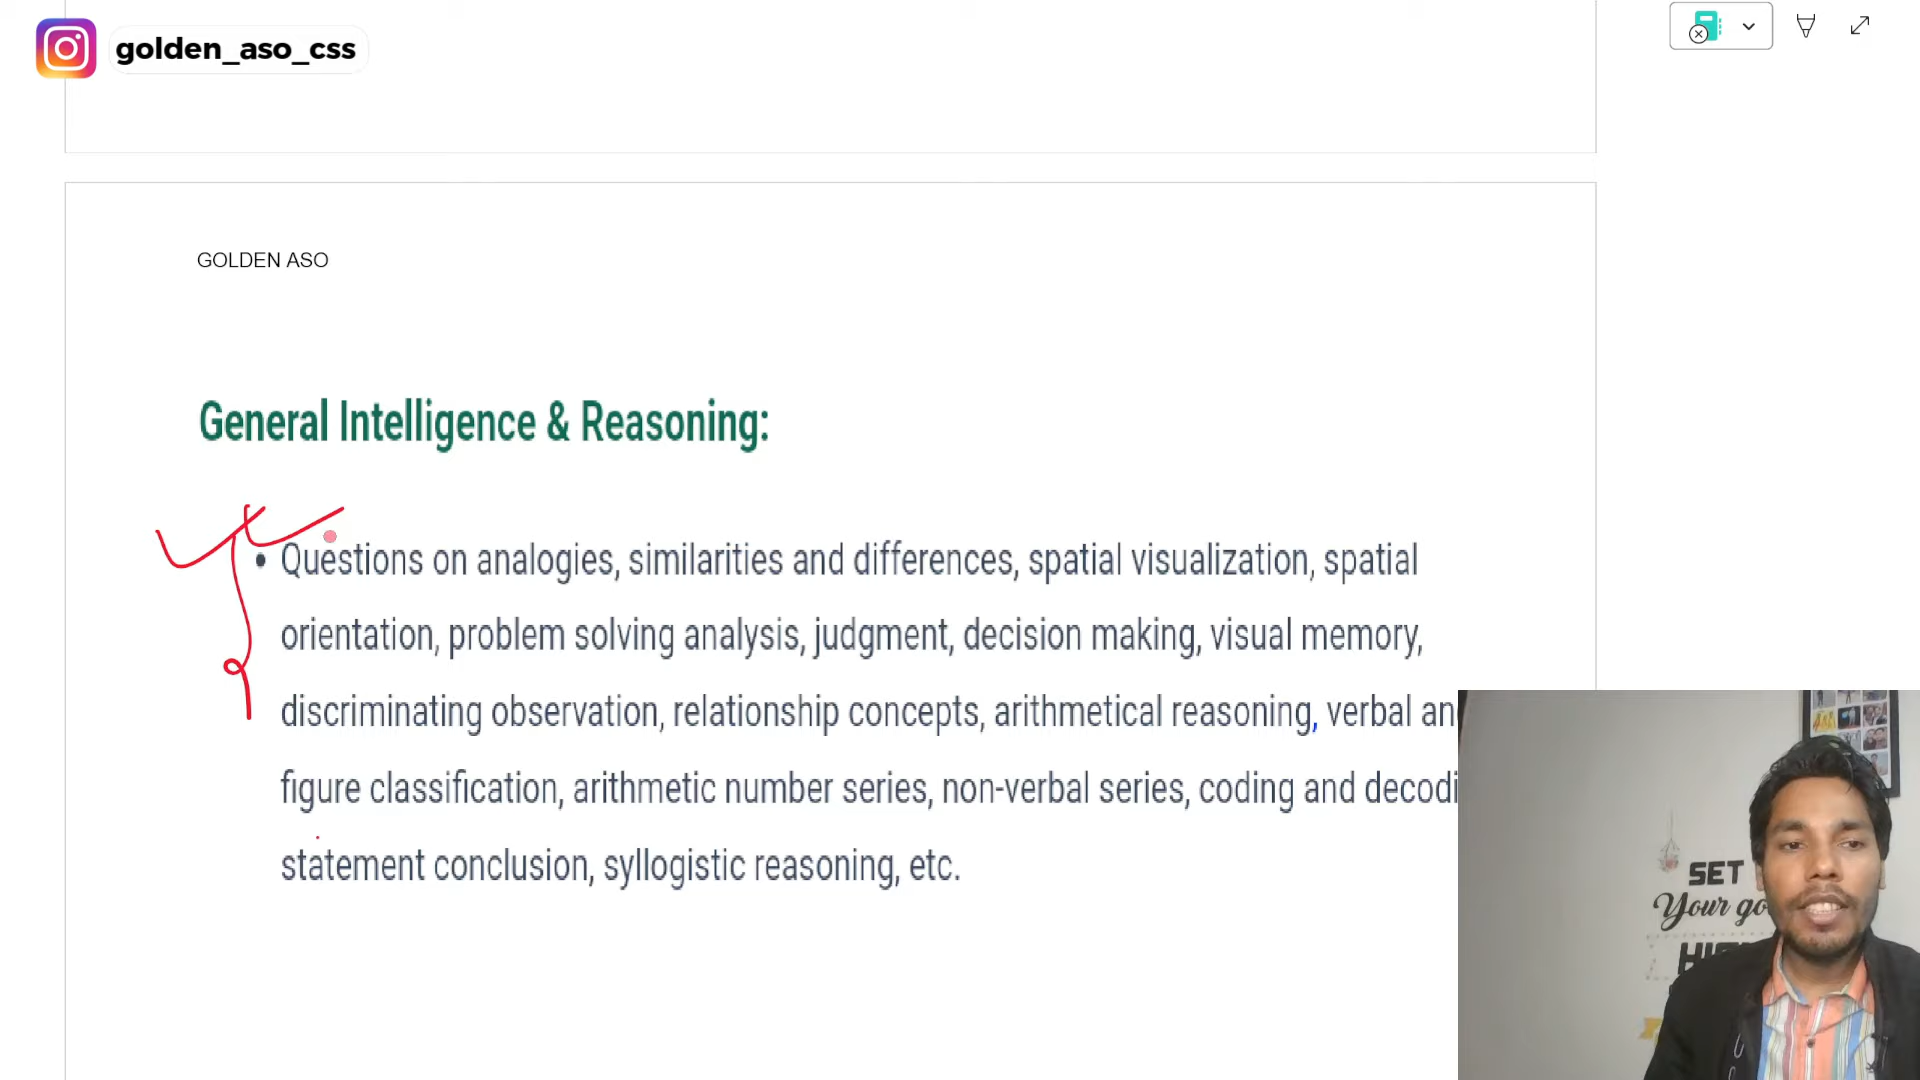 golden_aso_css
GOLDEN ASO
General Intelligence & Reasoning:
• Questions on analogies, similarities and differences, spatial visualization, spatial
orientation, problem solving analysis, judgment, decision making, visual memory,
discriminating observation, relationship concepts, arithmetical reasoning, verbal an
figure classification, arithmetic number series, non-verbal series, coding and decodi
statement conclusion, syllogistic reasoning, etc.
SET
Your go